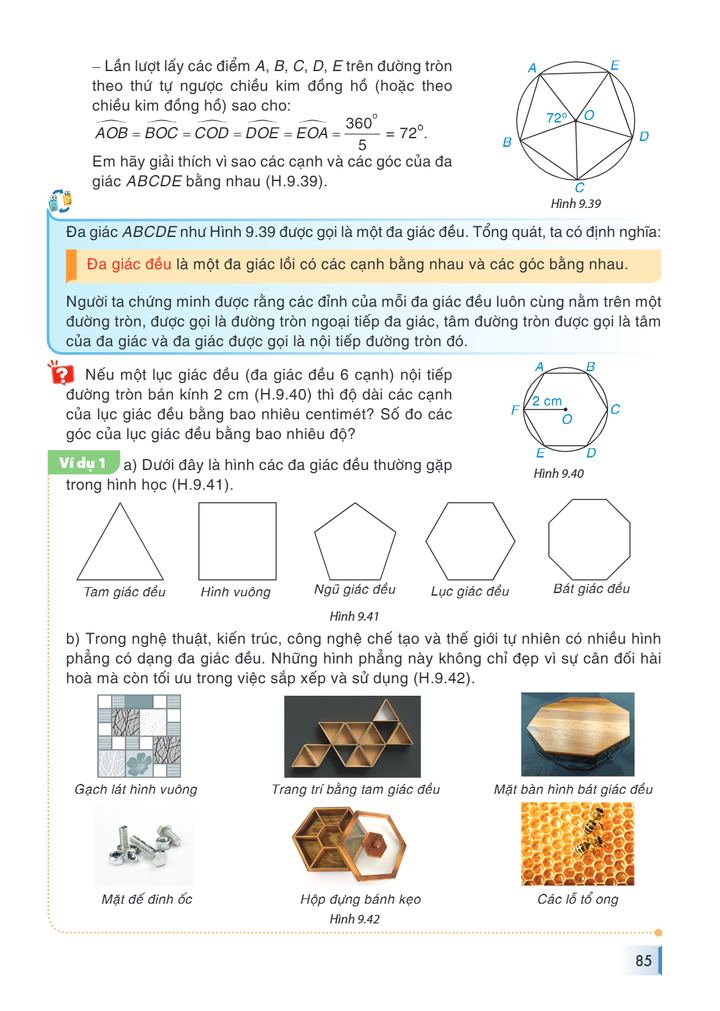 – Lần lượt lấy các điểm A, B, C, D, E trên đường tròn
theo thứ tự ngược chiều kim đồng hồ (hoặc theo
chiều kim đồng hồ) sao cho:
AOB = BOC = COD = DOE = EOA = 360°/5 = 72°.
Em hãy giải thích vì sao các cạnh và các góc của đa
giác ABCDE bằng nhau (H.9.39).
A
E
72°
O
B
D
C
Hình 9.39
Đa giác ABCDE như Hình 9.39 được gọi là một đa giác đều. Tổng quát, ta có định nghĩa:
Đa giác đều là một đa giác lồi có các cạnh bằng nhau và các góc bằng nhau.
Người ta chứng minh được rằng các đỉnh của mỗi đa giác đều luôn cùng nằm trên một
đường tròn, được gọi là đường tròn ngoại tiếp đa giác, tâm đường tròn được gọi là tâm
của đa giác và đa giác được gọi là nội tiếp đường tròn đó.
? Nếu một lục giác đều (đa giác đều 6 cạnh) nội tiếp
đường tròn bán kính 2 cm (H.9.40) thì độ dài các cạnh
của lục giác đều bằng bao nhiêu centimét? Số đo các
góc của lục giác đều bằng bao nhiêu độ?
A
B
2 cm
F
C
O
E
D
Hình 9.40
Ví dụ 1 a) Dưới đây là hình các đa giác đều thường gặp
trong hình học (H.9.41).
Tam giác đều
Hình vuông
Ngũ giác đều
Lục giác đều
Bát giác đều
Hình 9.41
b) Trong nghệ thuật, kiến trúc, công nghệ chế tạo và thế giới tự nhiên có nhiều hình
phẳng có dạng đa giác đều. Những hình phẳng này không chỉ đẹp vì sự cân đối hài
hoà mà còn tối ưu trong việc sắp xếp và sử dụng (H.9.42).
Gạch lát hình vuông
Trang trí bằng tam giác đều
Mặt bàn hình bát giác đều
Mặt đế đinh ốc
Hộp đựng bánh kẹo
Các lỗ tổ ong
Hình 9.42
85